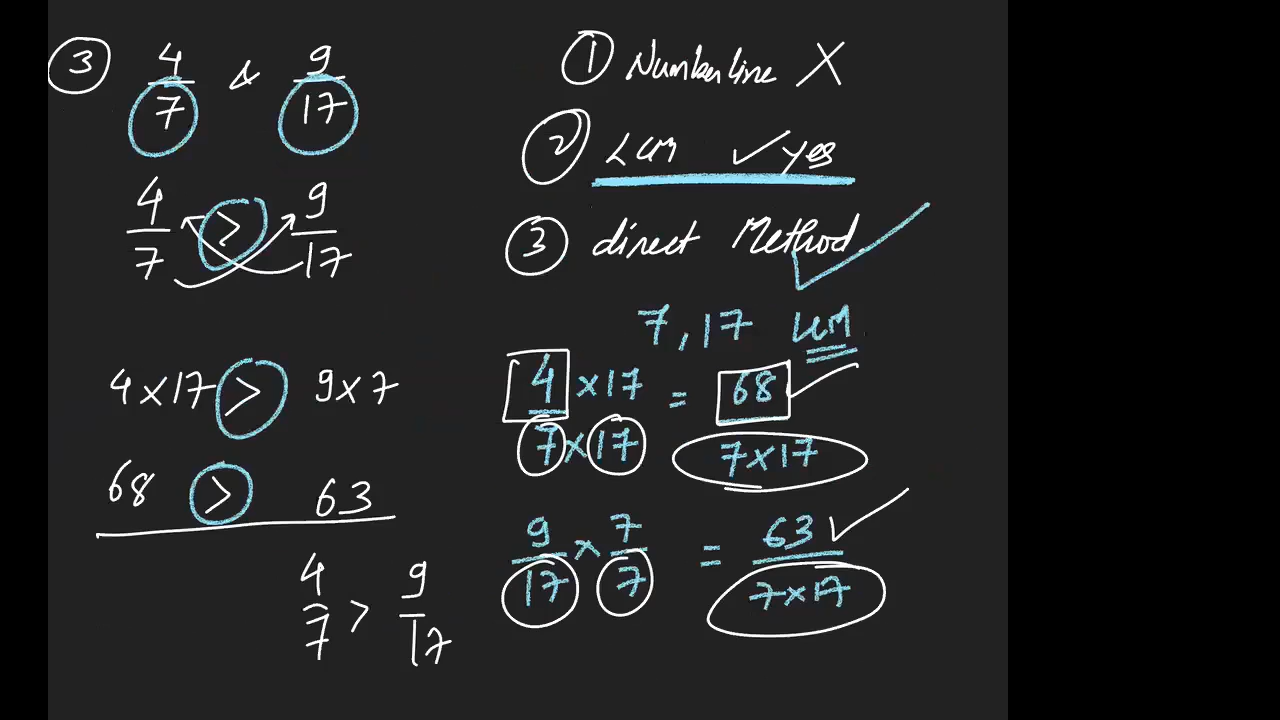 ③ 4/7 & 9/17
4/7 > 9/17
4 x 17 > 9 x 7
68 > 63
4/7 > 9/17
① Number line X
② LCM ✓ yes
③ direct Method ✓
7, 17 LCM
4 x 17 / 7 x 17 = 68 / 7 x 17 ✓
9/17 x 7/7 = 63 / 7 x 17 ✓